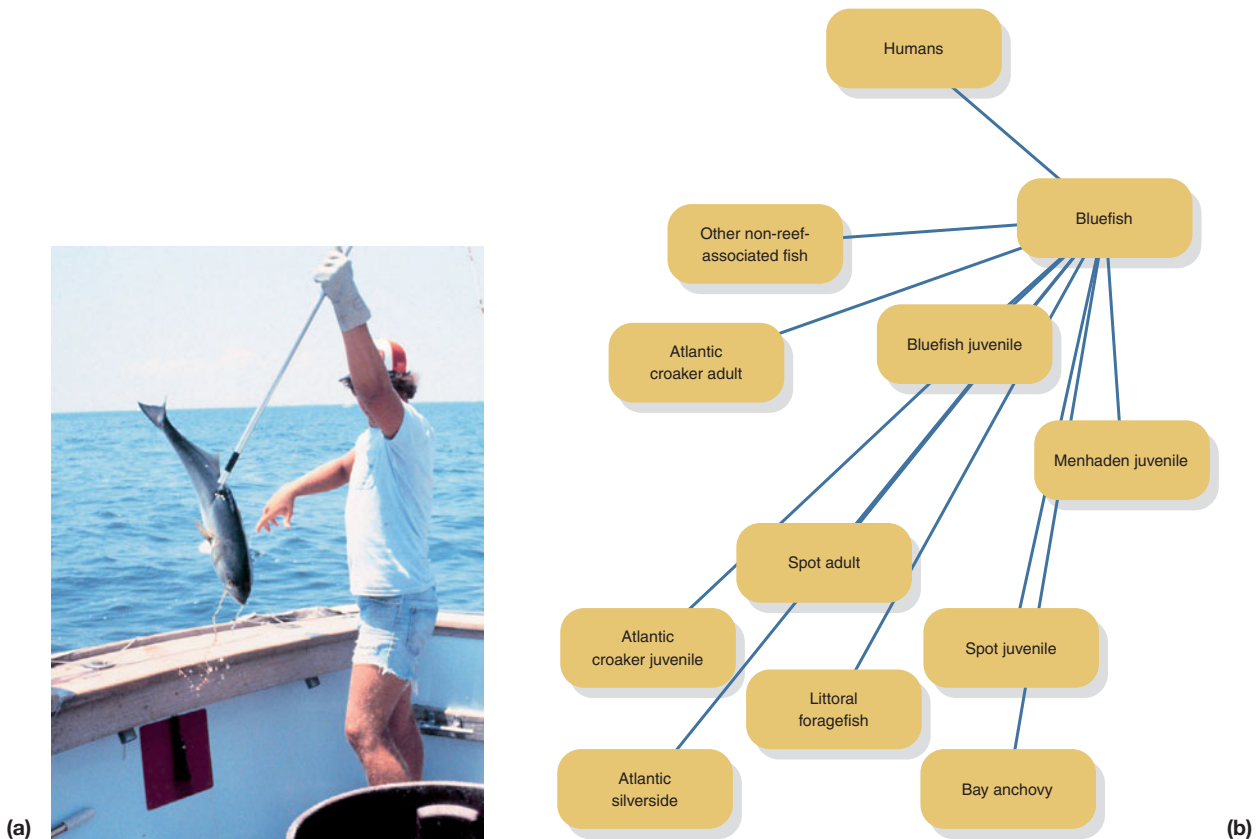 Humans
Bluefish
Other non-reef-
associated fish
Bluefish juvenile
Atlantic
croaker adult
Menhaden juvenile
Spot adult
Atlantic
croaker juvenile
Spot juvenile
Littoral
foragefish
Atlantic
silverside
Bay anchovy
(a)
(b)